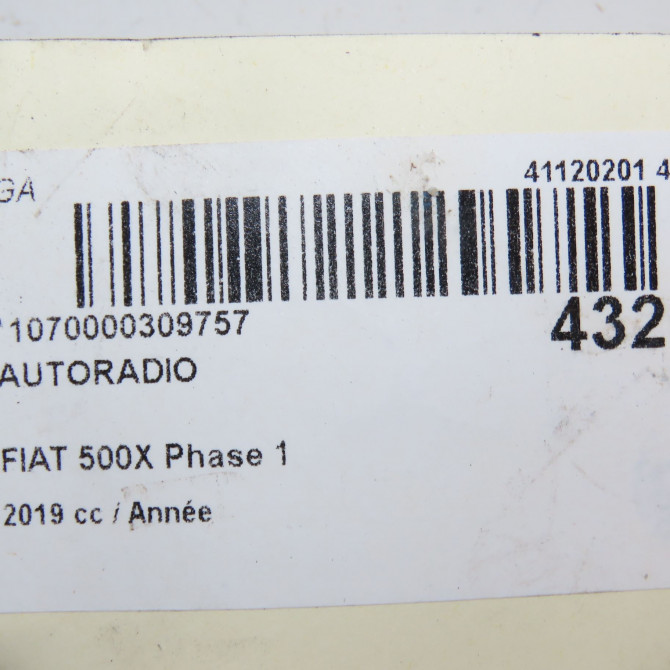 GA
41120201 4
1070000309757
432
AUTORADIO
FIAT 500X Phase 1
2019 cc / Année